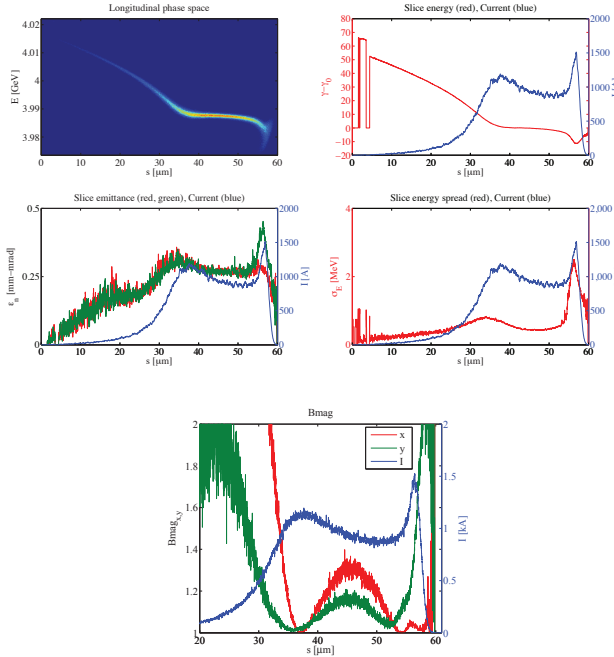 Longitudinal phase space
4.02
4.01
4
3.99
3.98
E [GeV]
0 10 20 30 40 50 60
s [µm]
Slice energy (red), Current (blue)
80
70
60
50
40
30
20
10
0
−10
−20
γ−γ0
2000
1500
1000
500
0
0 10 20 30 40 50 60
s [µm]
Slice emittance (red, green), Current (blue)
0.5
0.25
0
εn [mm−mrad]
2000
1500
1000
500
0
I [A]
0 10 20 30 40 50 60
s [µm]
Slice energy spread (red), Current (blue)
4
2
0
σE [MeV]
2000
1500
1000
500
0
0 10 20 30 40 50 60
s [µm]
Bmag
2
1.8
1.6
1.4
1.2
1
Bmagx,y
x
y
I
2
1.5
1
0.5
0
I [kA]
20 30 40 50 60
s [µm]